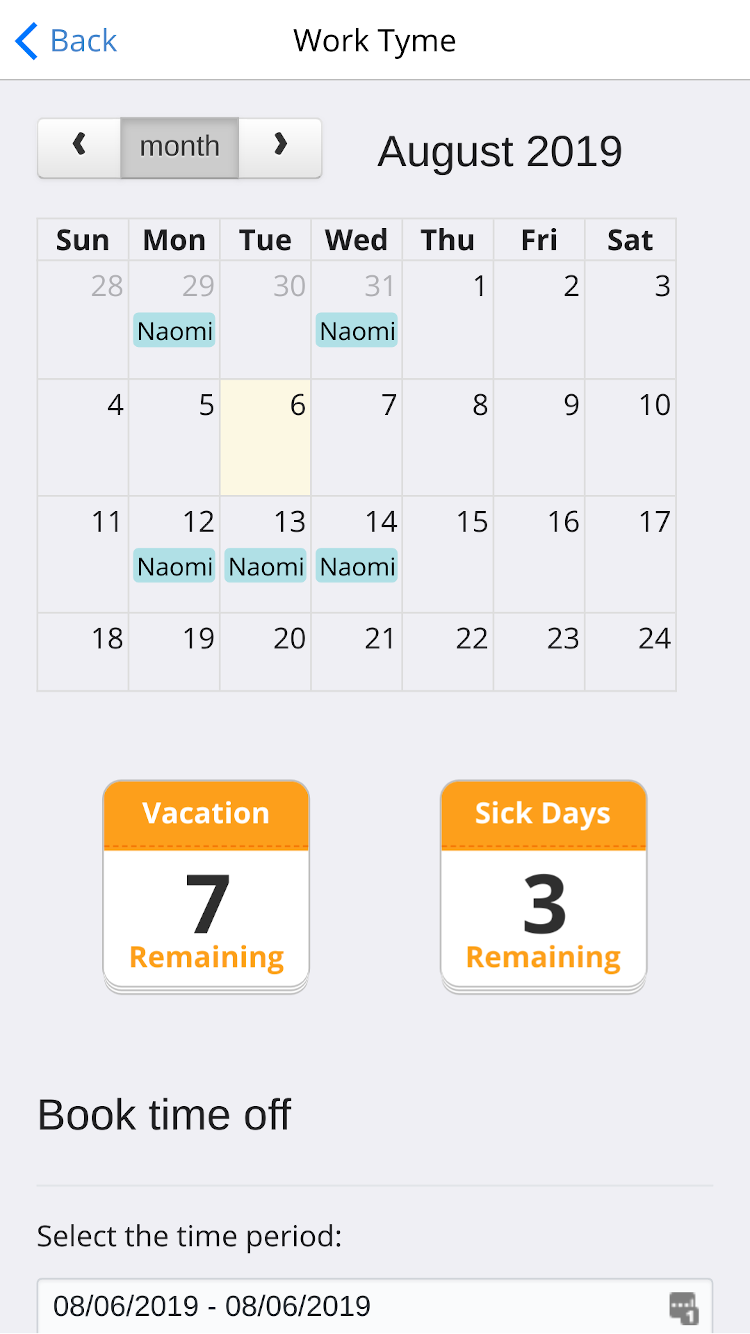 Back Work Tyme
month August 2019
Sun Mon Tue Wed Thu Fri Sat
28 29 30 31 1 2 3
Naomi Naomi
4 5 6 7 8 9 10
11 12 13 14 15 16 17
Naomi Naomi Naomi
18 19 20 21 22 23 24
Vacation Sick Days
7 3
Remaining Remaining
Book time off
Select the time period:
08/06/2019 - 08/06/2019
1